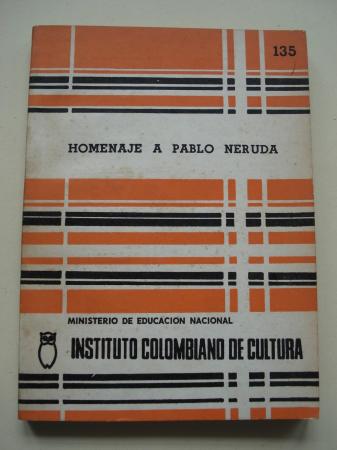 135
HOMENAJE A PABLO NERUDA
MINISTERIO DE EDUCACION NACIONAL
INSTITUTO COLOMBIANO DE CULTURA